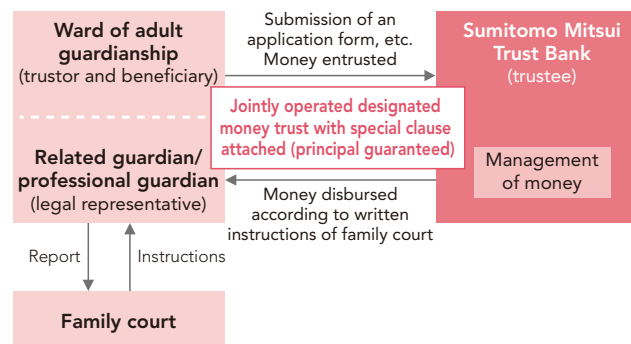 Ward of adult
guardianship
(trustor and beneficiary)
Submission of an
application form, etc.
Money entrusted
Sumitomo Mitsui
Trust Bank
(trustee)
Jointly operated designated
money trust with special clause
attached (principal guaranteed)
Related guardian/
professional guardian
(legal representative)
Management
of money
Money disbursed
according to written
instructions of family court
Report
Instructions
Family court